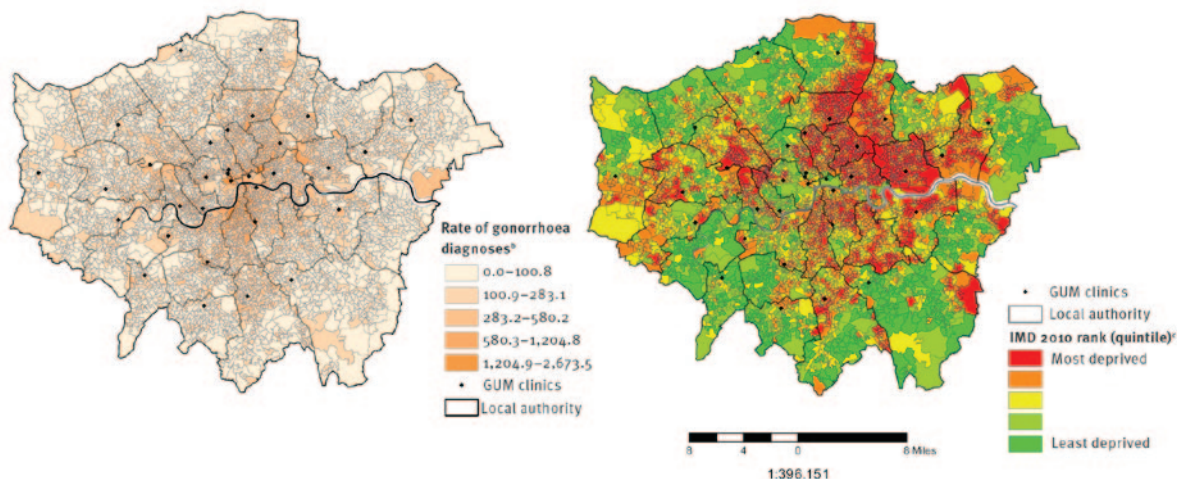 Rate of gonorrhoea
diagnosesᵇ
0.0–100.8
100.9–283.1
283.2–580.2
580.3–1,204.8
1,204.9–2,673.5
GUM clinics
Local authority
GUM clinics
Local authority
IMD 2010 rank (quintile)ᶜ
Most deprived
Least deprived
8 4 0 8 Miles
1:396.151